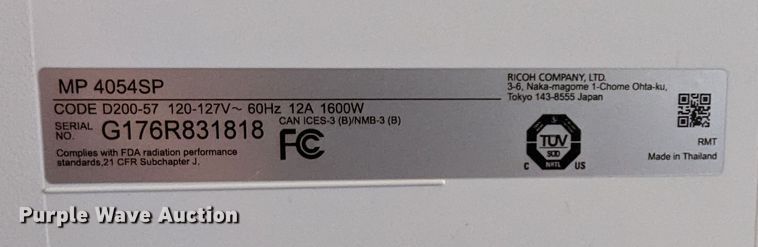 MP 4054SP
CODE D200-57 120-127V~ 60Hz 12A 1600W
SERIAL NO. G176R831818
CAN ICES-3 (B)/NMB-3 (B)
Complies with FDA radiation performance
standards,21 CFR Subchapter J.
FC
RICOH COMPANY, LTD.
3-6, Naka-magome 1-Chome Ohta-ku,
Tokyo 143-8555 Japan
TÜV
SÜD
NRTL
C US
RMT
Made in Thailand
Purple Wave Auction